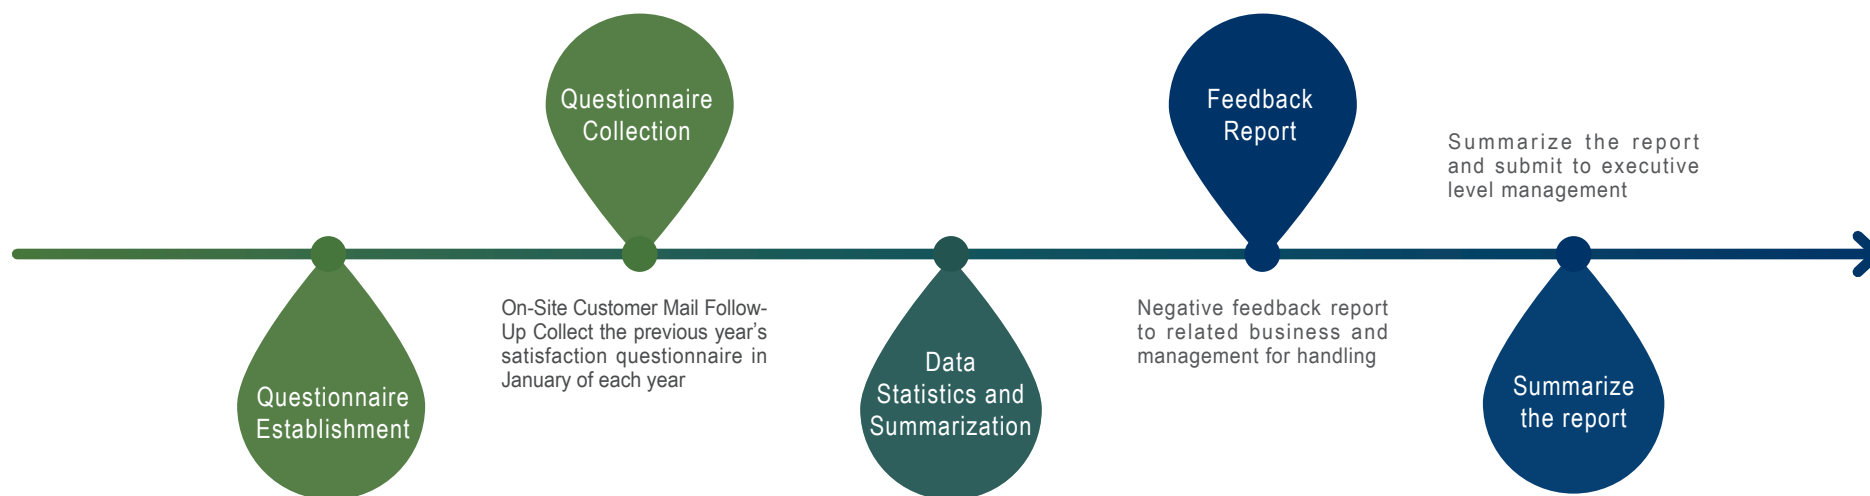 Questionnaire
Establishment
Questionnaire
Collection
On-Site Customer Mail Follow-
Up Collect the previous year’s
satisfaction questionnaire in
January of each year
Data
Statistics and
Summarization
Feedback
Report
Negative feedback report
to related business and
management for handling
Summarize the report
and submit to executive
level management
Summarize
the report